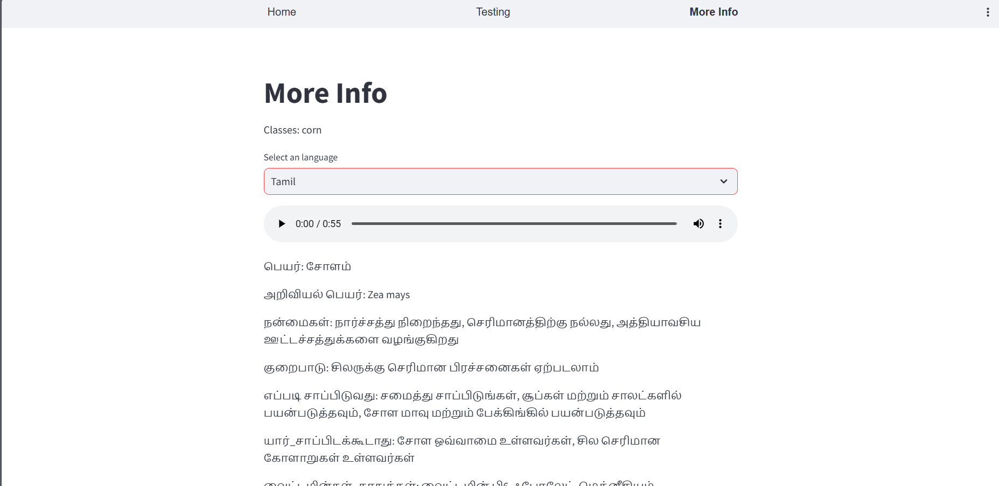 Home
Testing
More Info
More Info
Classes: corn
Select an language
Tamil
0:00 / 0:55
பெயர்: சோளம்
அறிவியல் பெயர்: Zea mays
நன்மைகள்: நார்ச்சத்து நிறைந்தது, செரிமானத்திற்கு நல்லது, அத்தியாவசிய
ஊட்டச்சத்துக்களை வழங்குகிறது
குறைபாடு: சிலருக்கு செரிமான பிரச்சனைகள் ஏற்படலாம்
எப்படி சாப்பிடுவது: சமைத்து சாப்பிடுங்கள், சூப்கள் மற்றும் சாலட்களில்
பயன்படுத்தவும், சோள மாவு மற்றும் பேக்கிங்கில் பயன்படுத்தவும்
யார்_சாப்பிடக்கூடாது: சோள ஒவ்வாமை உள்ளவர்கள், சில செரிமான
கோளாறுகள் உள்ளவர்கள்